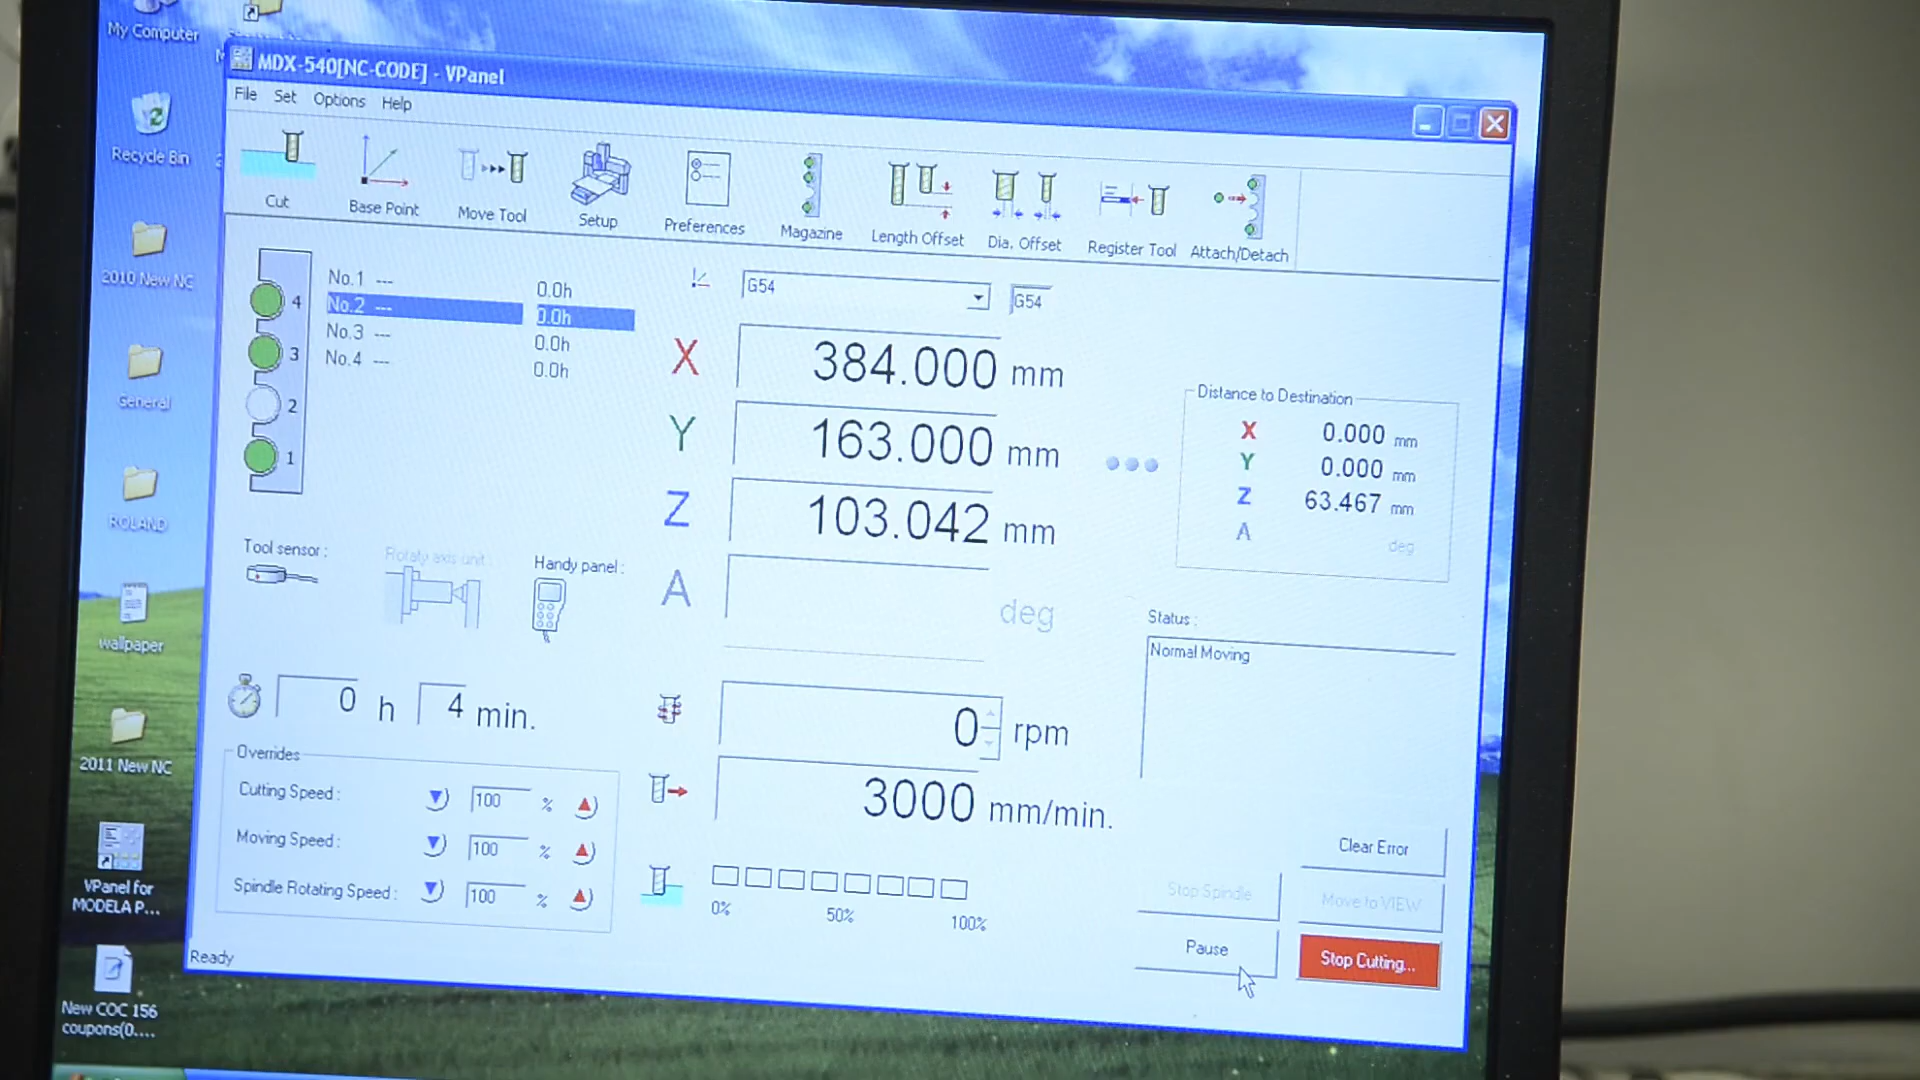 My Computer
MDX-540[NC-CODE] - VPanel
File Set Options Help
Recycle Bin
Cut
Base Point
Move Tool
Setup
Preferences
Magazine
Length Offset
Dia. Offset
Register Tool
Attach/Detach
2010 New NC
General
ROLAND
wallpaper
2011 New NC
VPanel for
MODELA P...
New COC 156
coupons(0....
4
3
2
1
No.1 --- 0.0h
No.2 --- 0.0h
No.3 --- 0.0h
No.4 --- 0.0h
G54
G54
X 384.000 mm
Y 163.000 mm
Z 103.042 mm
A deg
Distance to Destination
X 0.000 mm
Y 0.000 mm
Z 63.467 mm
A deg
Tool sensor :
Rotary axis unit :
Handy panel :
Status :
Normal Moving
0 h 4 min.
0 rpm
3000 mm/min.
Overrides
Cutting Speed : 100 %
Moving Speed : 100 %
Spindle Rotating Speed : 100 %
0% 50% 100%
Clear Error
Stop Spindle
Move to VIEW
Pause
Stop Cutting...
Ready